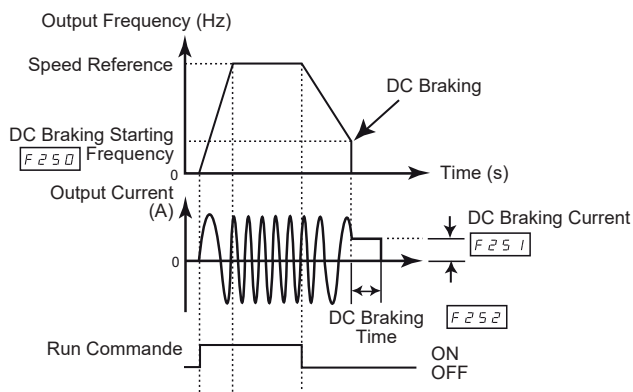 Output Frequency (Hz)
Speed Reference
DC Braking
DC Braking Starting
F250 Frequency
0
Time (s)
Output Current
(A)
DC Braking Current
F251
0
DC Braking
Time
F252
Run Commande
ON
OFF